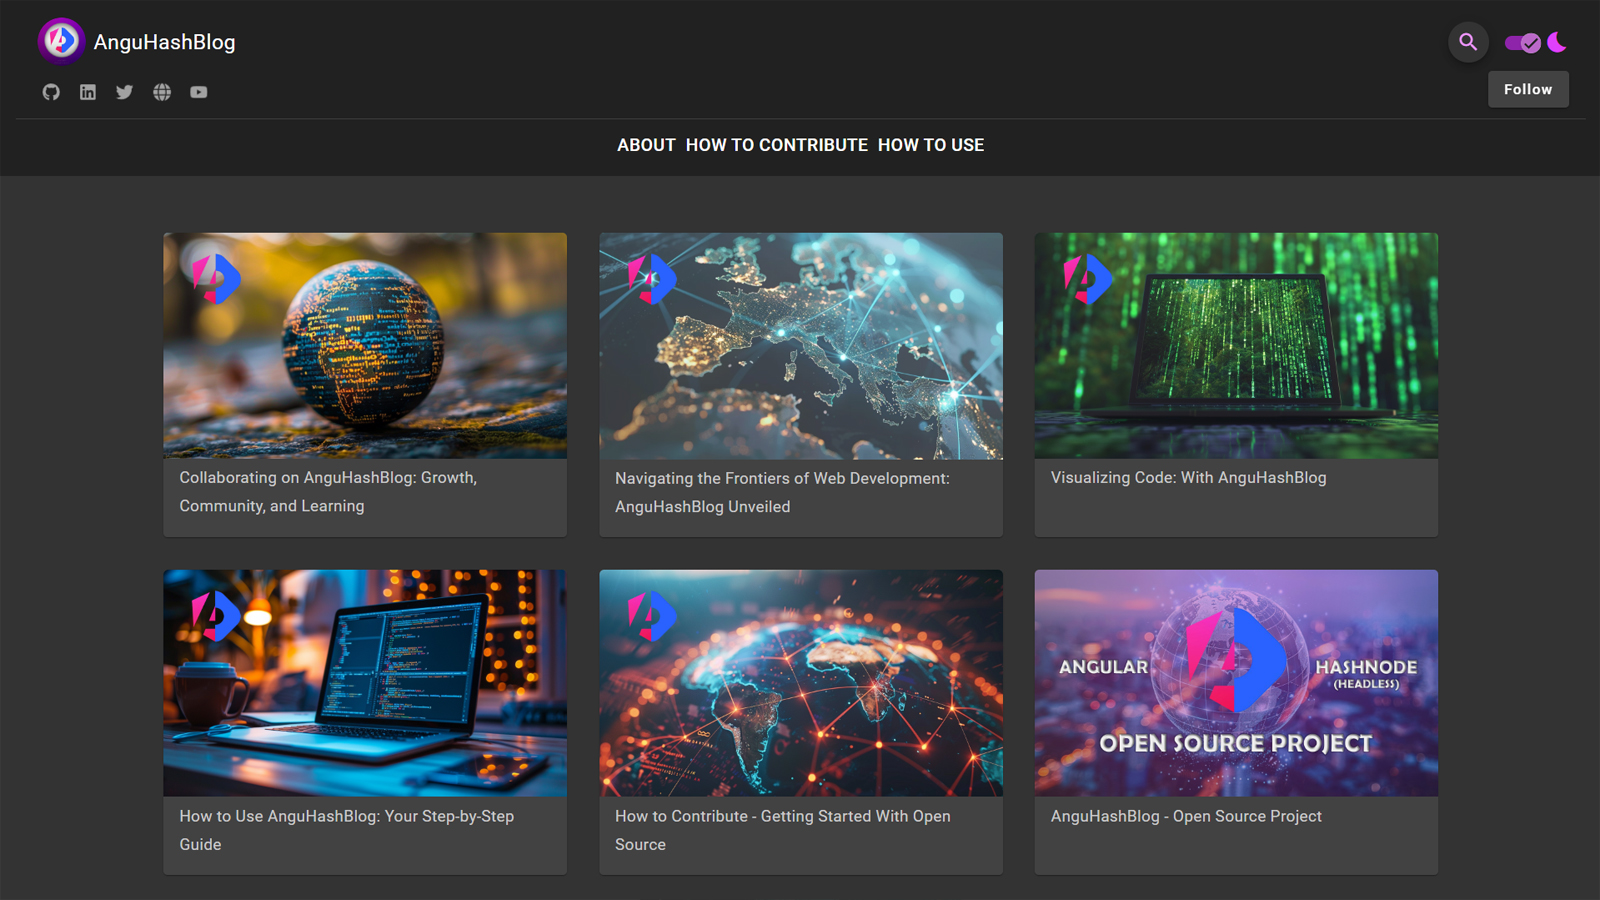 AnguHashBlog
Follow
ABOUT HOW TO CONTRIBUTE HOW TO USE
Collaborating on AnguHashBlog: Growth,
Community, and Learning
Navigating the Frontiers of Web Development:
AnguHashBlog Unveiled
Visualizing Code: With AnguHashBlog
ANGULAR
HASHNODE
(HEADLESS)
OPEN SOURCE PROJECT
How to Use AnguHashBlog: Your Step-by-Step
Guide
How to Contribute - Getting Started With Open
Source
AnguHashBlog - Open Source Project